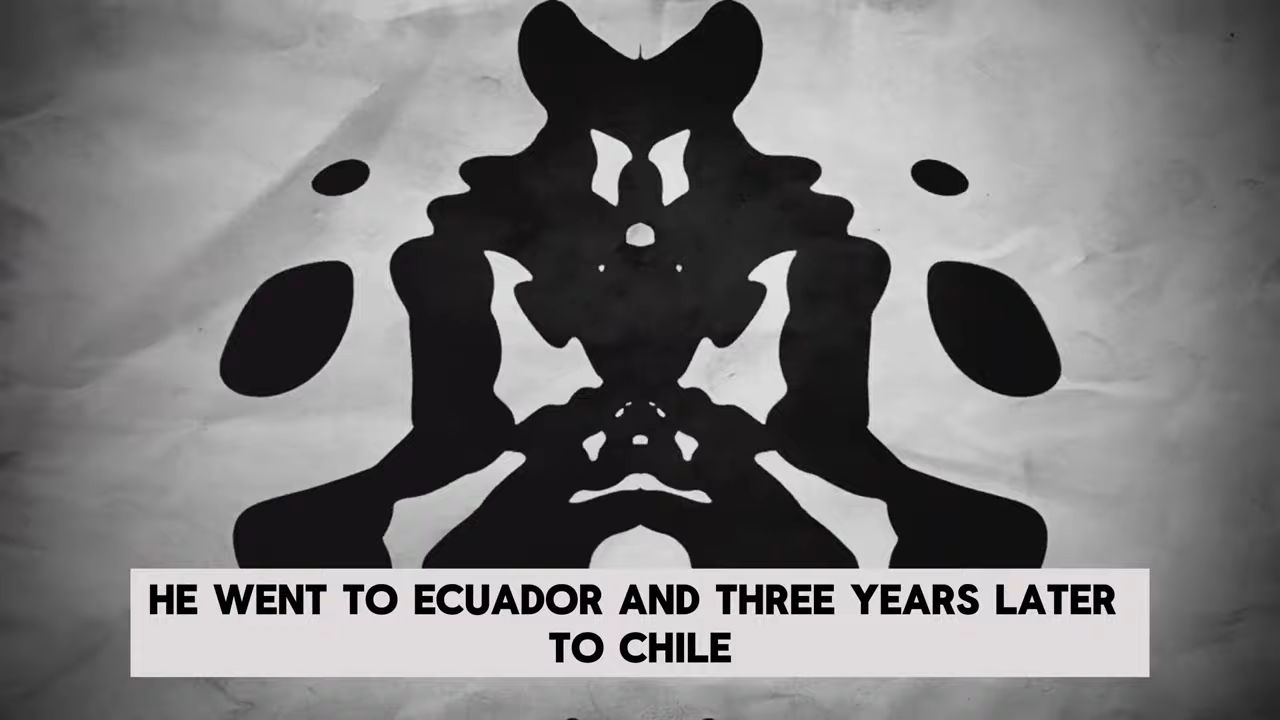 HE WENT TO ECUADOR AND THREE YEARS LATER
TO CHILE